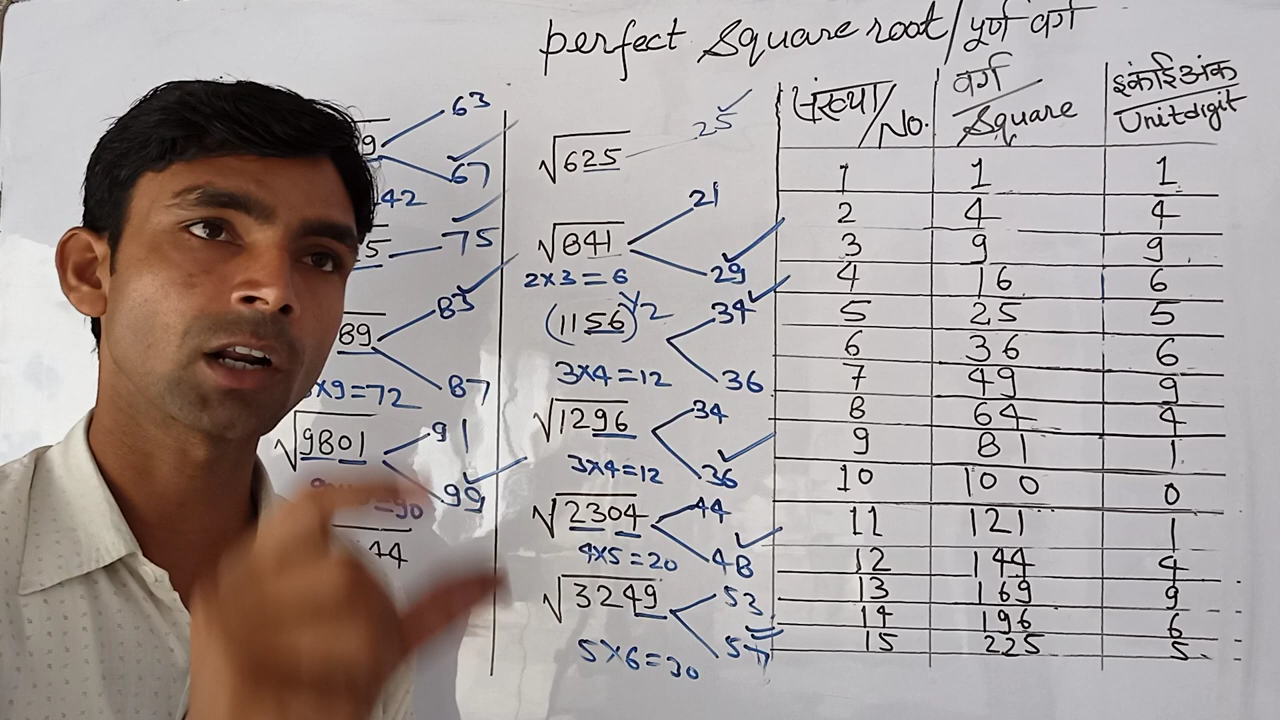 perfect square root/पूर्ण वर्ग
9 63
67
42
5 75
89 83
87
×9=72
√9801 91
99
=90
44
√625 25
√841 21
29
2×3=6
(1156)^1/2 34
36
3×4=12
√1296 34
36
3×4=12
√2304 44
48
4×5=20
√3249 53
57
5×6=30
संख्या/No. वर्ग/Square इकाई अंक/Unit digit
1 1 1
2 4 4
3 9 9
4 16 6
5 25 5
6 36 6
7 49 9
8 64 4
9 81 1
10 100 0
11 121 1
12 144 4
13 169 9
14 196 6
15 225 5